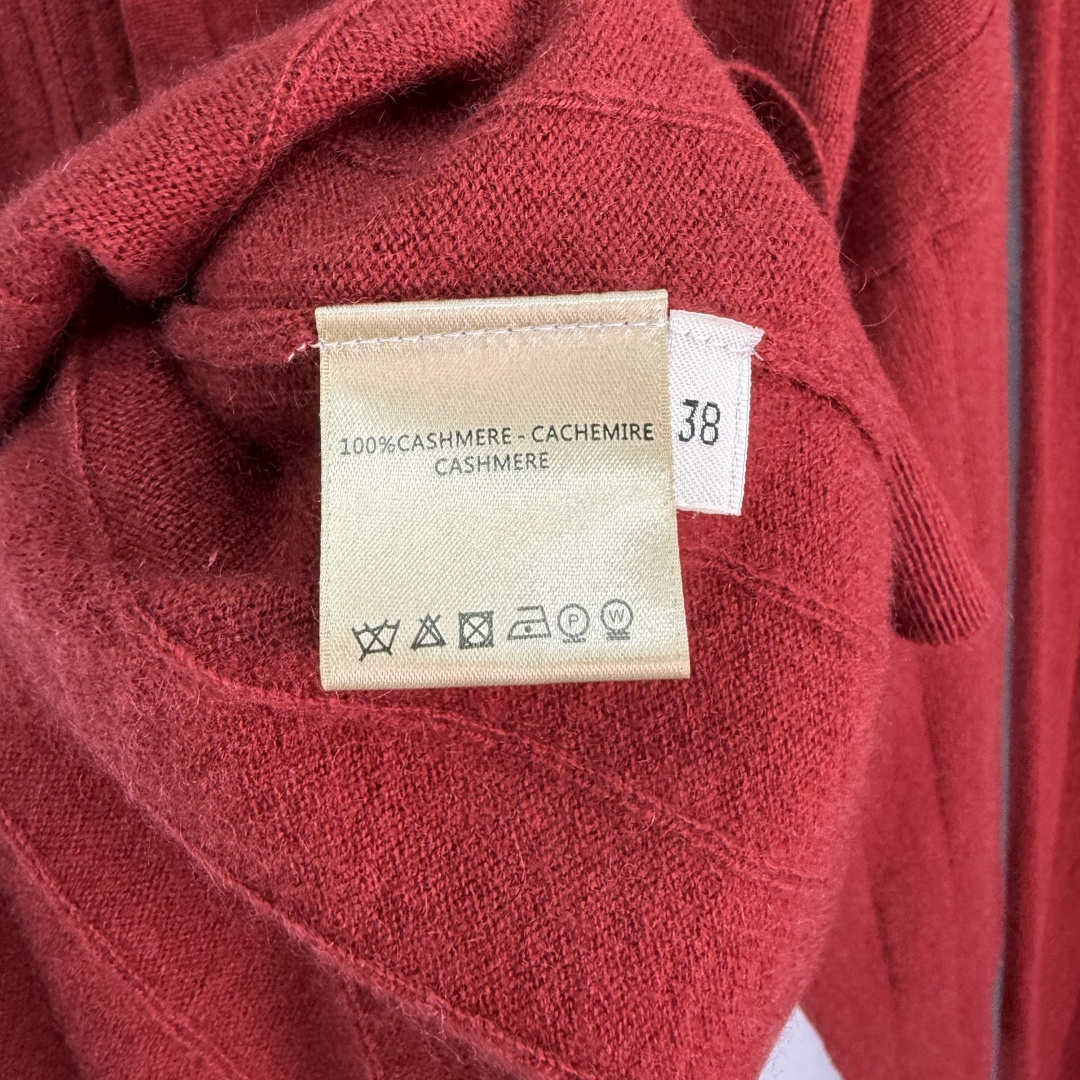 100%CASHMERE - CACHEMIRE
CASHMERE
38
P W